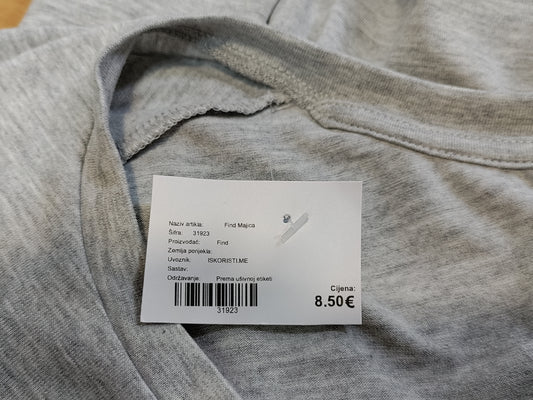 Naziv artikla: Find Majica
Šifra: 31923
Proizvođač: Find
Zemlja porijekla:
Uvoznik: ISKORISTI.ME
Sastav:
Održavanje: Prema ušivnoj etiketi
31923
Cijena:
8.50€